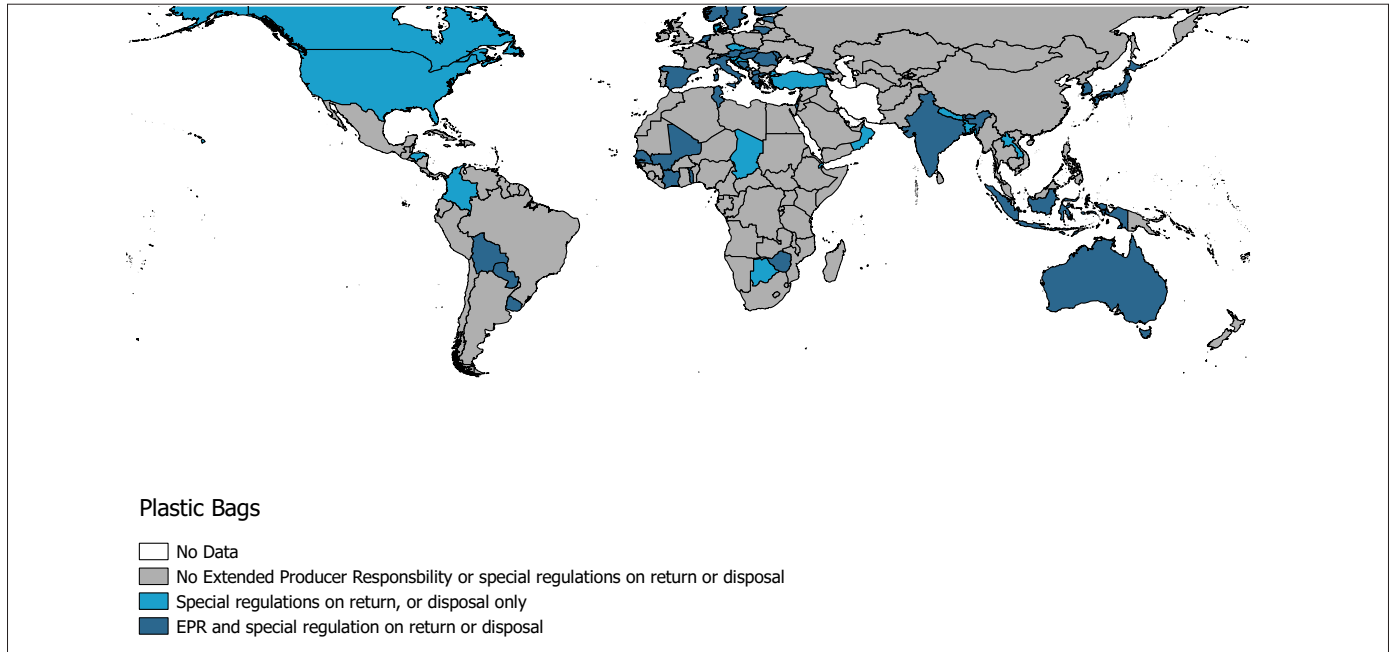 Plastic Bags
No Data
No Extended Producer Responsbility or special regulations on return or disposal
Special regulations on return, or disposal only
EPR and special regulation on return or disposal